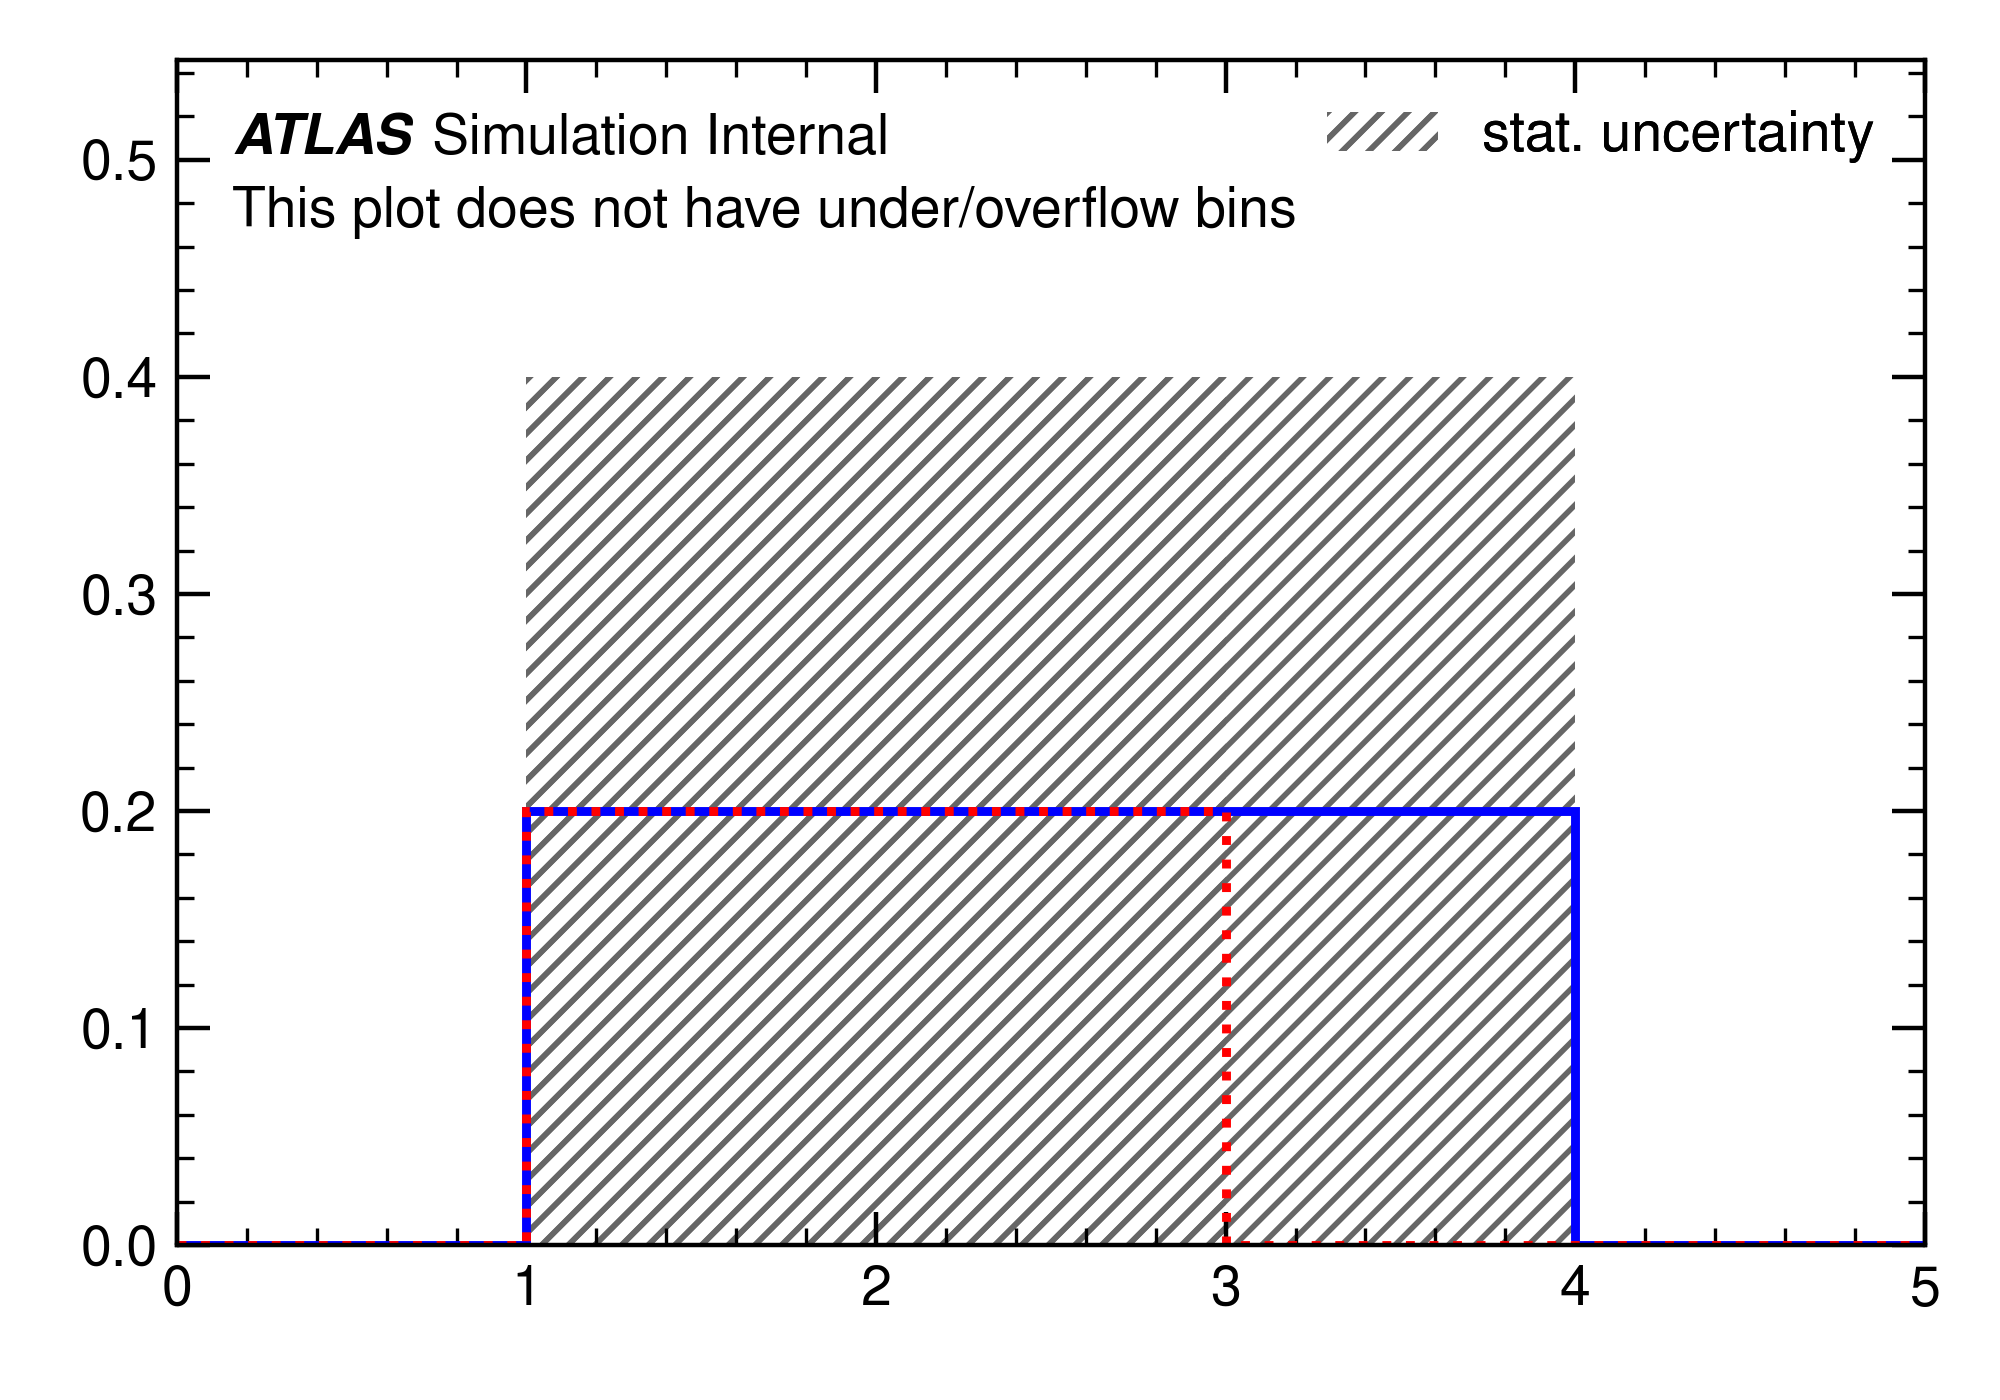 ATLAS Simulation Internal
stat. uncertainty
This plot does not have under/overflow bins
0.5
0.4
0.3
0.2
0.1
0.0
0 1 2 3 4 5